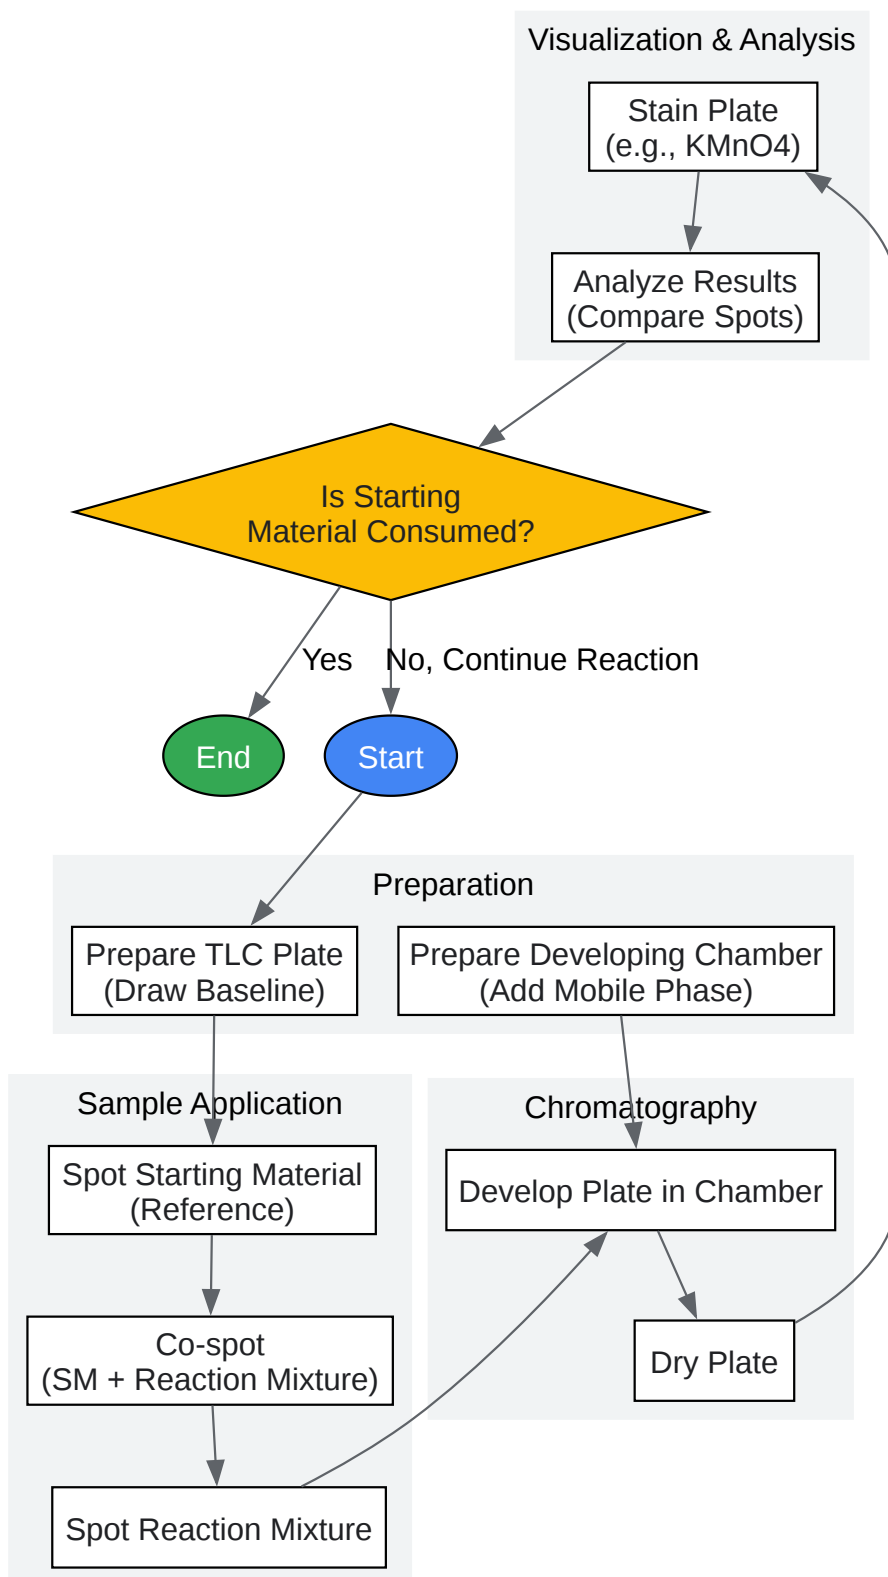 Visualization & Analysis
Stain Plate
(e.g., KMnO4)
Analyze Results
(Compare Spots)
Is Starting
Material Consumed?
Yes
No, Continue Reaction
End
Start
Preparation
Prepare TLC Plate
(Draw Baseline)
Prepare Developing Chamber
(Add Mobile Phase)
Sample Application
Chromatography
Spot Starting Material
(Reference)
Develop Plate in Chamber
Co-spot
(SM + Reaction Mixture)
Dry Plate
Spot Reaction Mixture